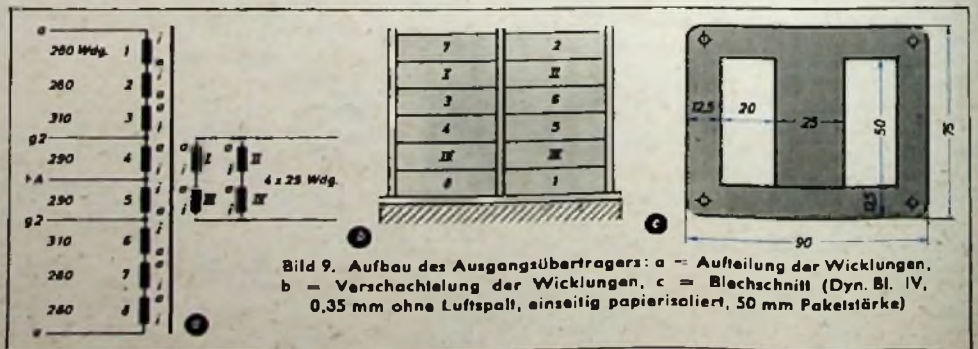 a
280 Wdg. 1 i
a
280 2 i a
310 3 a i
g2
290 4 a i
+A
290 5 i a
g2
310 6 i a
280 7 a i
280 8 a i
a
a I a II
i i
4 x 25 Wdg.
i III i IV
a
7 2
I II
3 6
4 5
IV III
8 1
b
12,5 20 25 50 75
12,5
90
c
Bild 9. Aufbau des Ausgangsübertragers: a = Aufteilung der Wicklungen,
b = Verschachtelung der Wicklungen, c = Blechschnitt (Dyn. Bl. IV,
0,35 mm ohne Luftspalt, einseitig papierisoliert, 50 mm Paketstärke)